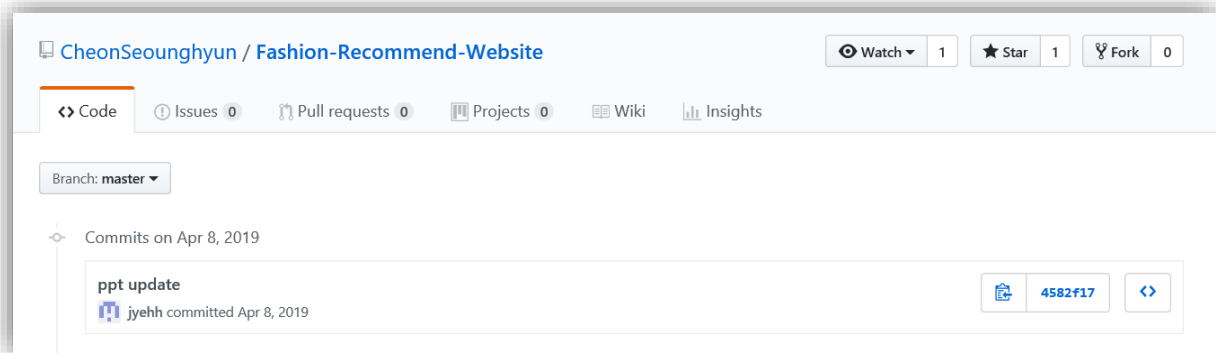 CheonSeounghyun / Fashion-Recommend-Website
Watch 1 Star 1 Fork 0
Code Issues 0 Pull requests 0 Projects 0 Wiki Insights
Branch: master
Commits on Apr 8, 2019
ppt update
4582f17
jyehh committed Apr 8, 2019